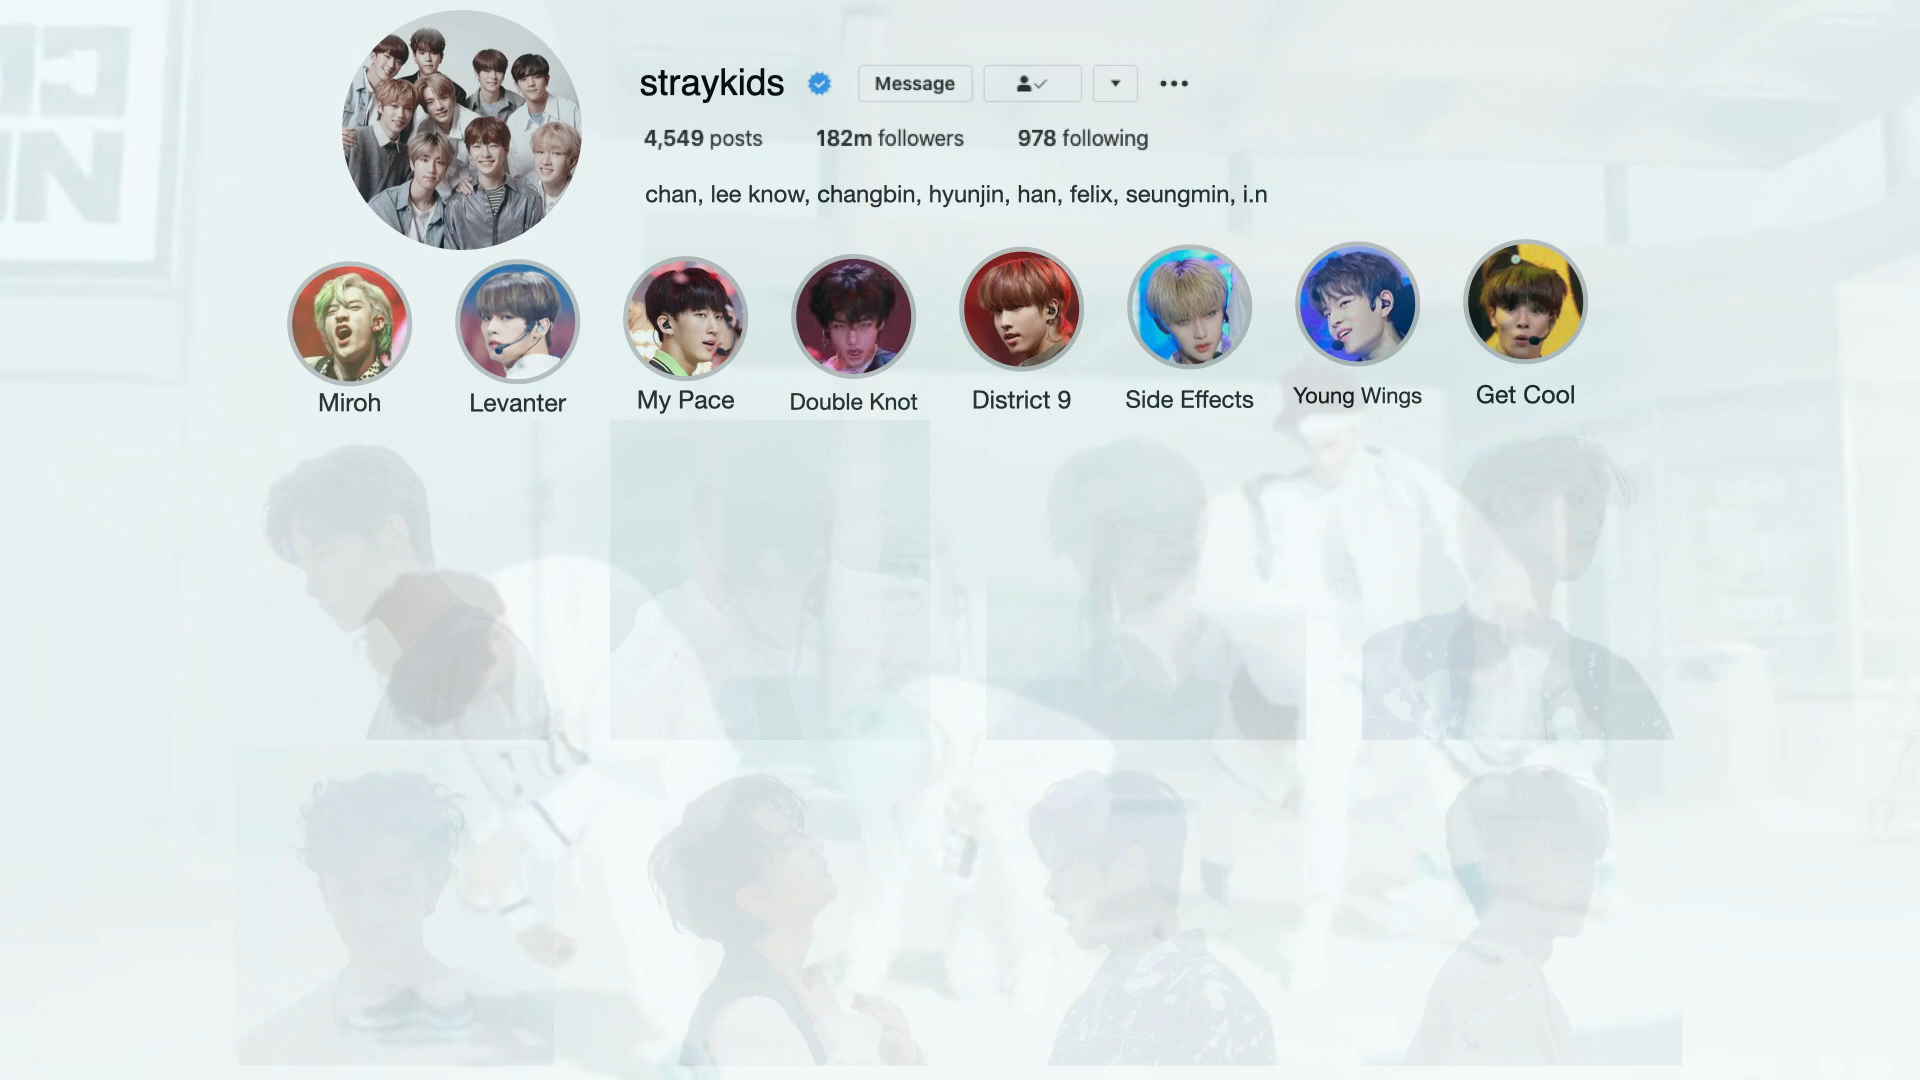 straykids Message
4,549 posts 182m followers 978 following
chan, lee know, changbin, hyunjin, han, felix, seungmin, i.n
Miroh Levanter My Pace Double Knot District 9 Side Effects Young Wings Get Cool